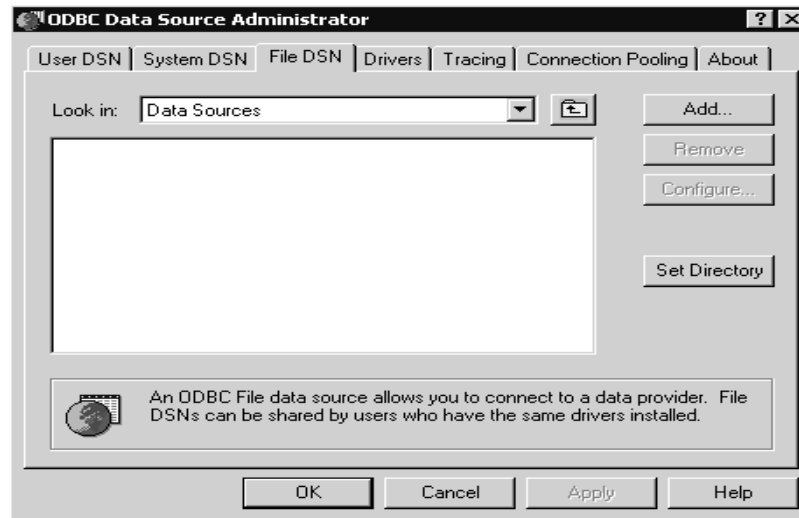 ODBC Data Source Administrator
User DSN System DSN File DSN Drivers Tracing Connection Pooling About
Look in: Data Sources
Add...
Remove
Configure...
Set Directory
An ODBC File data source allows you to connect to a data provider. File
DSNs can be shared by users who have the same drivers installed.
OK Cancel Apply Help